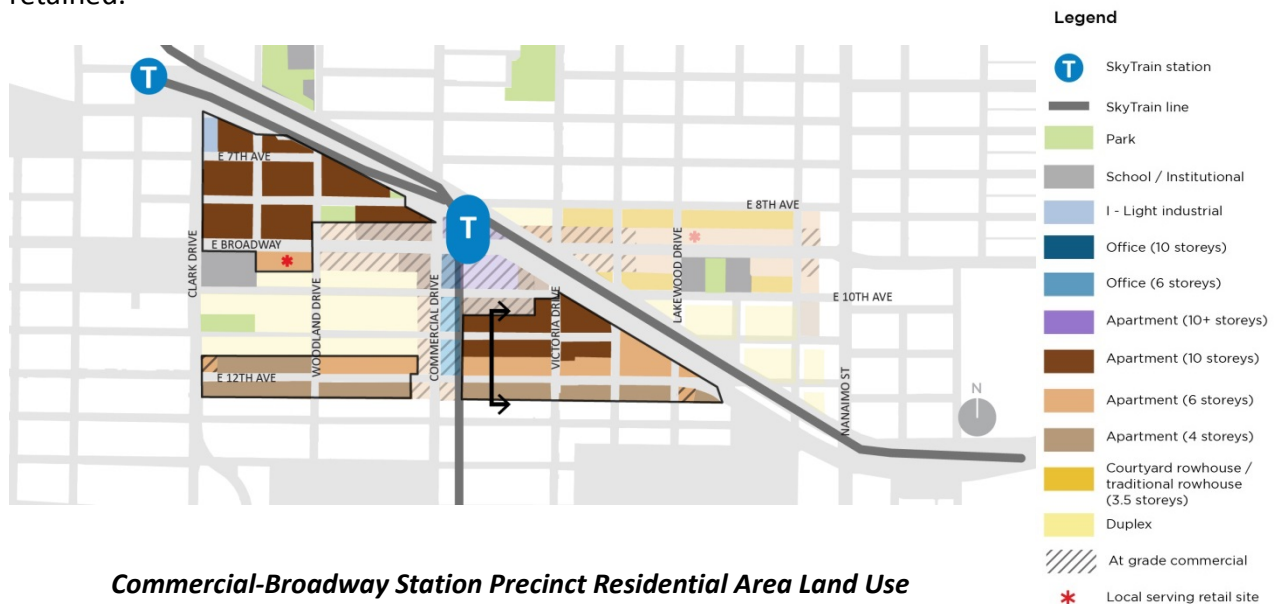 retained.
Legend
T
SkyTrain station
SkyTrain line
Park
School / Institutional
I - Light industrial
Office (10 storeys)
Office (6 storeys)
Apartment (10+ storeys)
Apartment (10 storeys)
Apartment (6 storeys)
Apartment (4 storeys)
Courtyard rowhouse /
traditional rowhouse
(3.5 storeys)
Duplex
At grade commercial
Local serving retail site
T
E 7TH AVE
E 8TH AVE
T
E BROADWAY
CLARK DRIVE
WOODLAND DRIVE
COMMERCIAL DRIVE
VICTORIA DRIVE
LAKEWOOD DRIVE
NANAIMO ST
E 10TH AVE
E 12TH AVE
N
Commercial-Broadway Station Precinct Residential Area Land Use